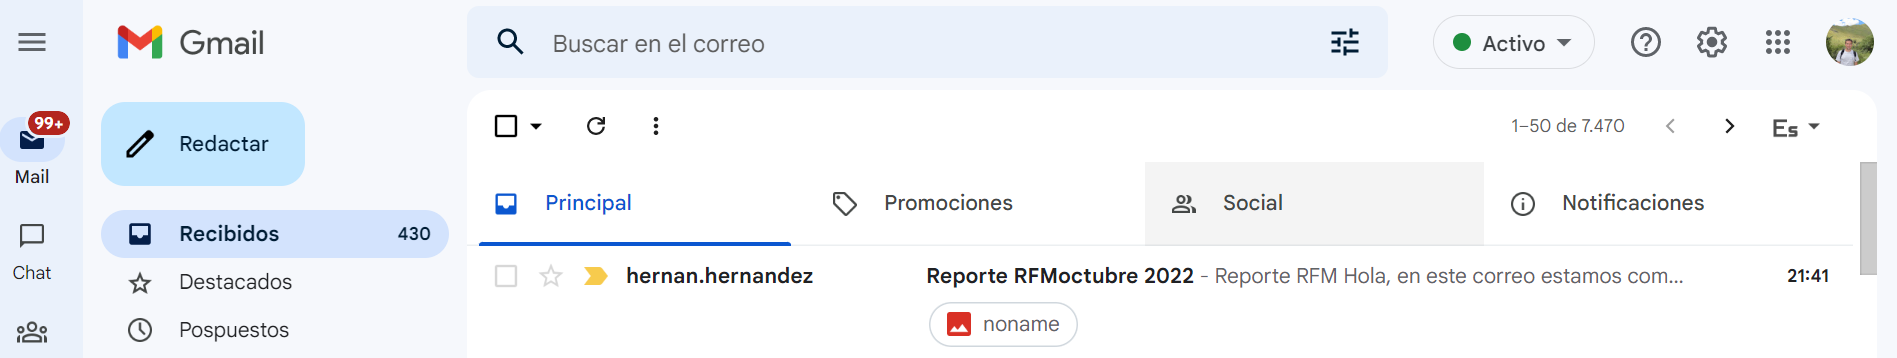 Gmail
Buscar en el correo
Activo
99+
Mail
Chat
Redactar
Recibidos 430
Destacados
Pospuestos
1–50 de 7.470
Es
Principal
Promociones
Social
Notificaciones
hernan.hernandez Reporte RFMoctubre 2022 - Reporte RFM Hola, en este correo estamos com... 21:41
noname